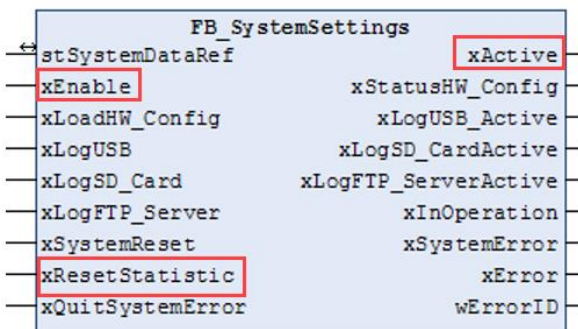 FB_SystemSettings
stSystemDataRef xActive
xEnable xStatusHW_Config
xLoadHW_Config xLogUSB_Active
xLogUSB xLogSD_CardActive
xLogSD_Card xLogFTP_ServerActive
xLogFTP_Server xInOperation
xSystemReset xSystemError
xResetStatistic xError
xQuitSystemError wErrorID